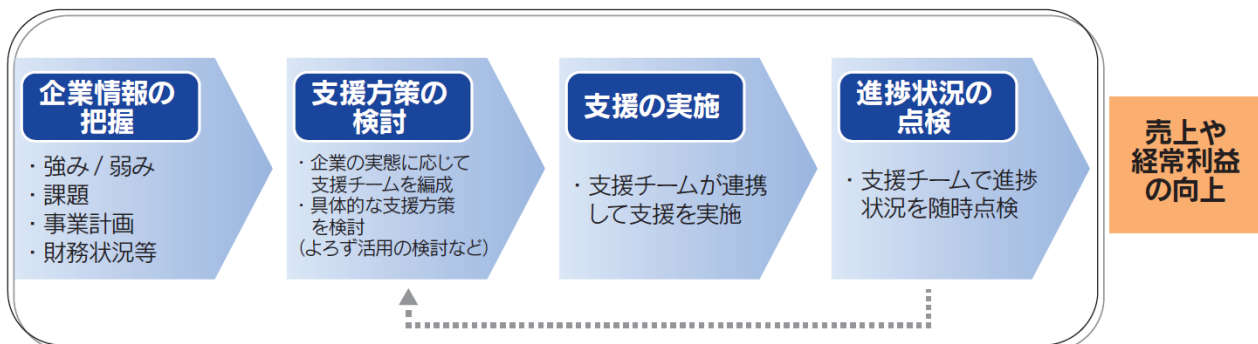 企業情報の
把握
・強み / 弱み
・課題
・事業計画
・財務状況等
支援方策の
検討
・企業の実態に応じて
支援チームを編成
・具体的な支援方策
を検討
（よろず活用の検討など）
支援の実施
・支援チームが連携
して支援を実施
進捗状況の
点検
・支援チームで進捗
状況を随時点検
売上や
経常利益
の向上